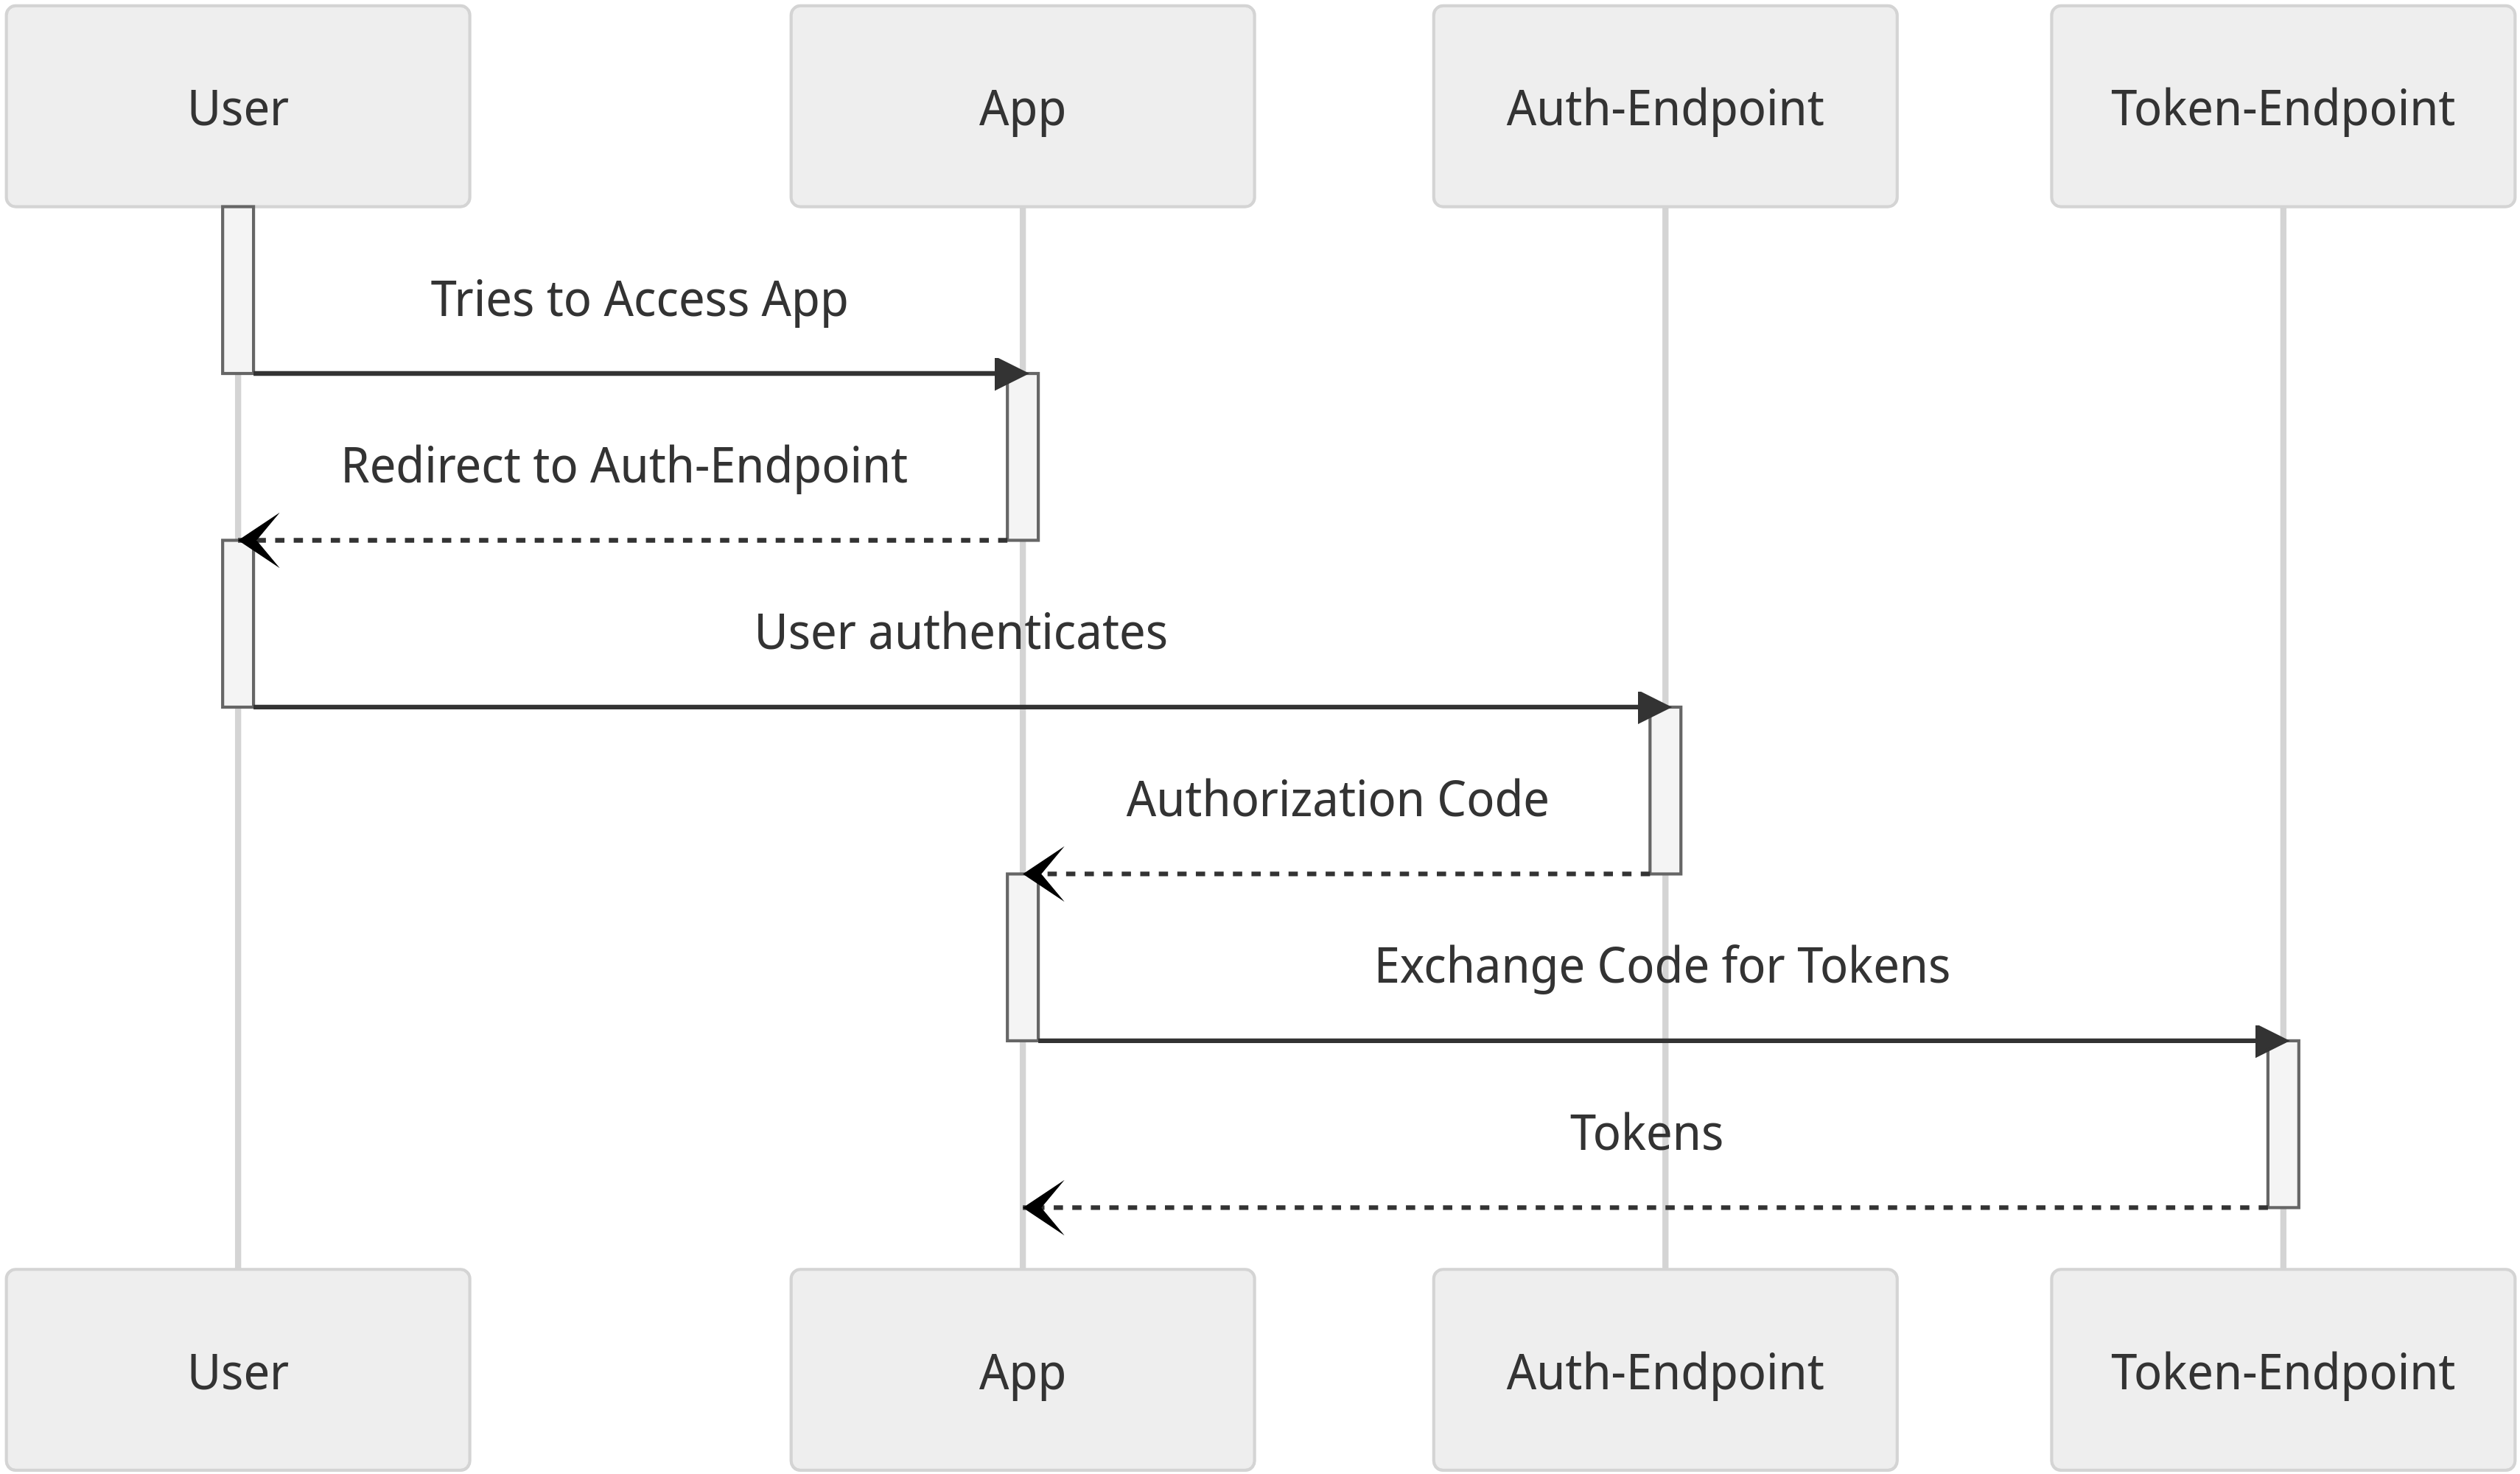 User
App
Auth-Endpoint
Token-Endpoint
Tries to Access App
Redirect to Auth-Endpoint
User authenticates
Authorization Code
Exchange Code for Tokens
Tokens
User
App
Auth-Endpoint
Token-Endpoint